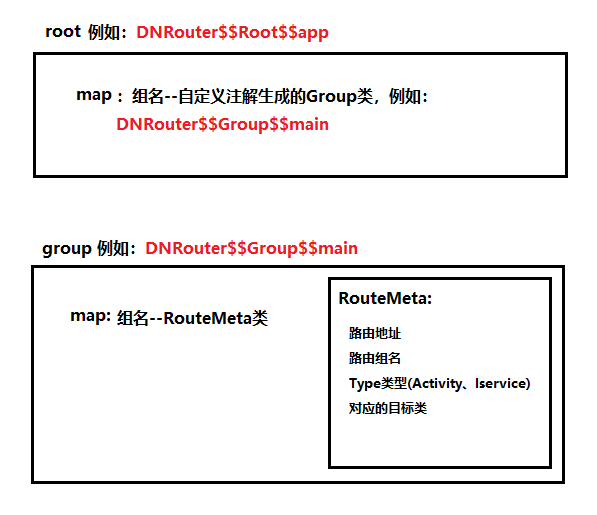 root 例如：DNRouter$$Root$$app
map ：组名--自定义注解生成的Group类，例如：
DNRouter$$Group$$main
group 例如：DNRouter$$Group$$main
map: 组名--RouteMeta类
RouteMeta:
路由地址
路由组名
Type类型(Activity、Iservice)
对应的目标类